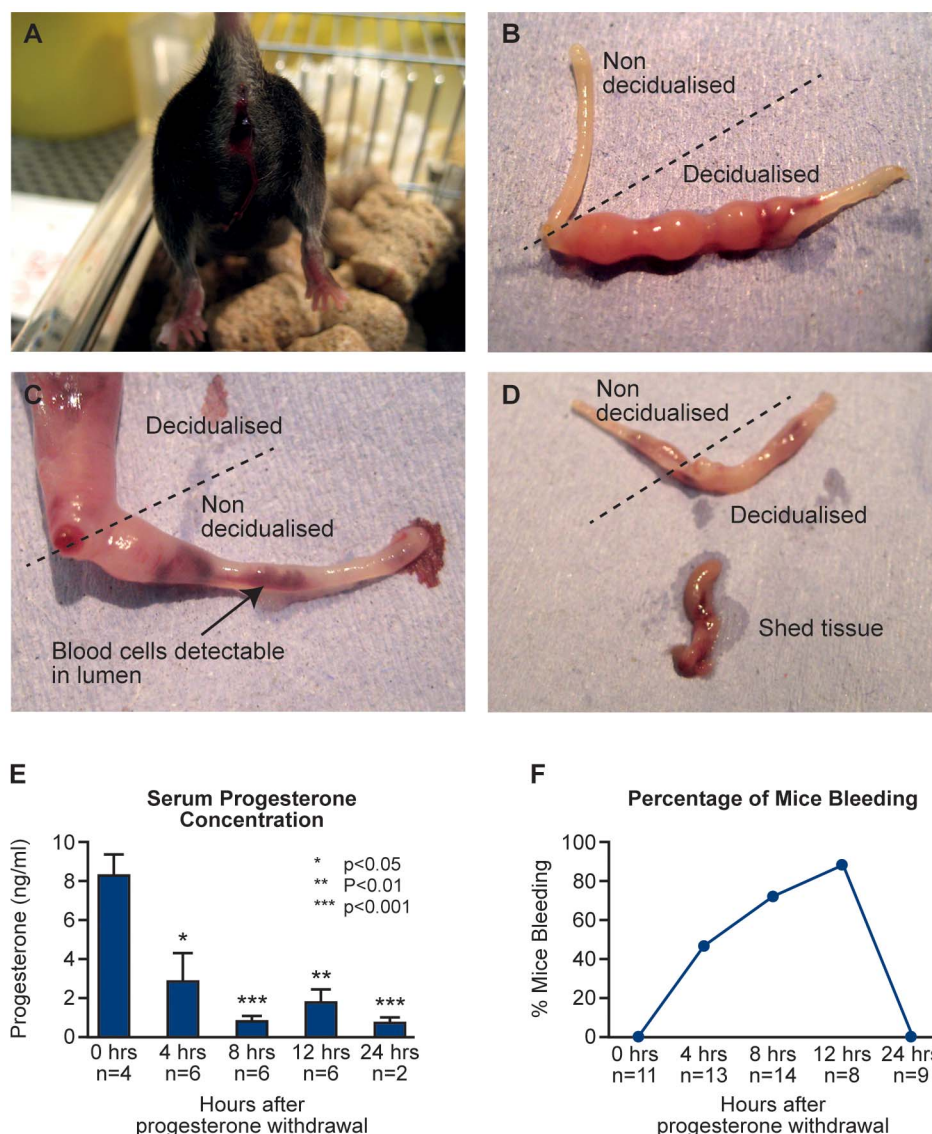 A
B
Non
decidualised
Decidualised
C
Decidualised
Non
decidualised
Blood cells detectable
in lumen
D
Non
decidualised
Decidualised
Shed tissue
E
Serum Progesterone
Concentration
Progesterone (ng/ml)
10
8
6
4
2
0
* p<0.05
** P<0.01
*** p<0.001
*
***
**
***
0 hrs 4 hrs 8 hrs 12 hrs 24 hrs
n=4 n=6 n=6 n=6 n=2
Hours after
progesterone withdrawal
F
Percentage of Mice Bleeding
% Mice Bleeding
100
80
60
40
20
0
0 hrs 4 hrs 8 hrs 12 hrs 24 hrs
n=11 n=13 n=14 n=8 n=9
Hours after
progesterone withdrawal